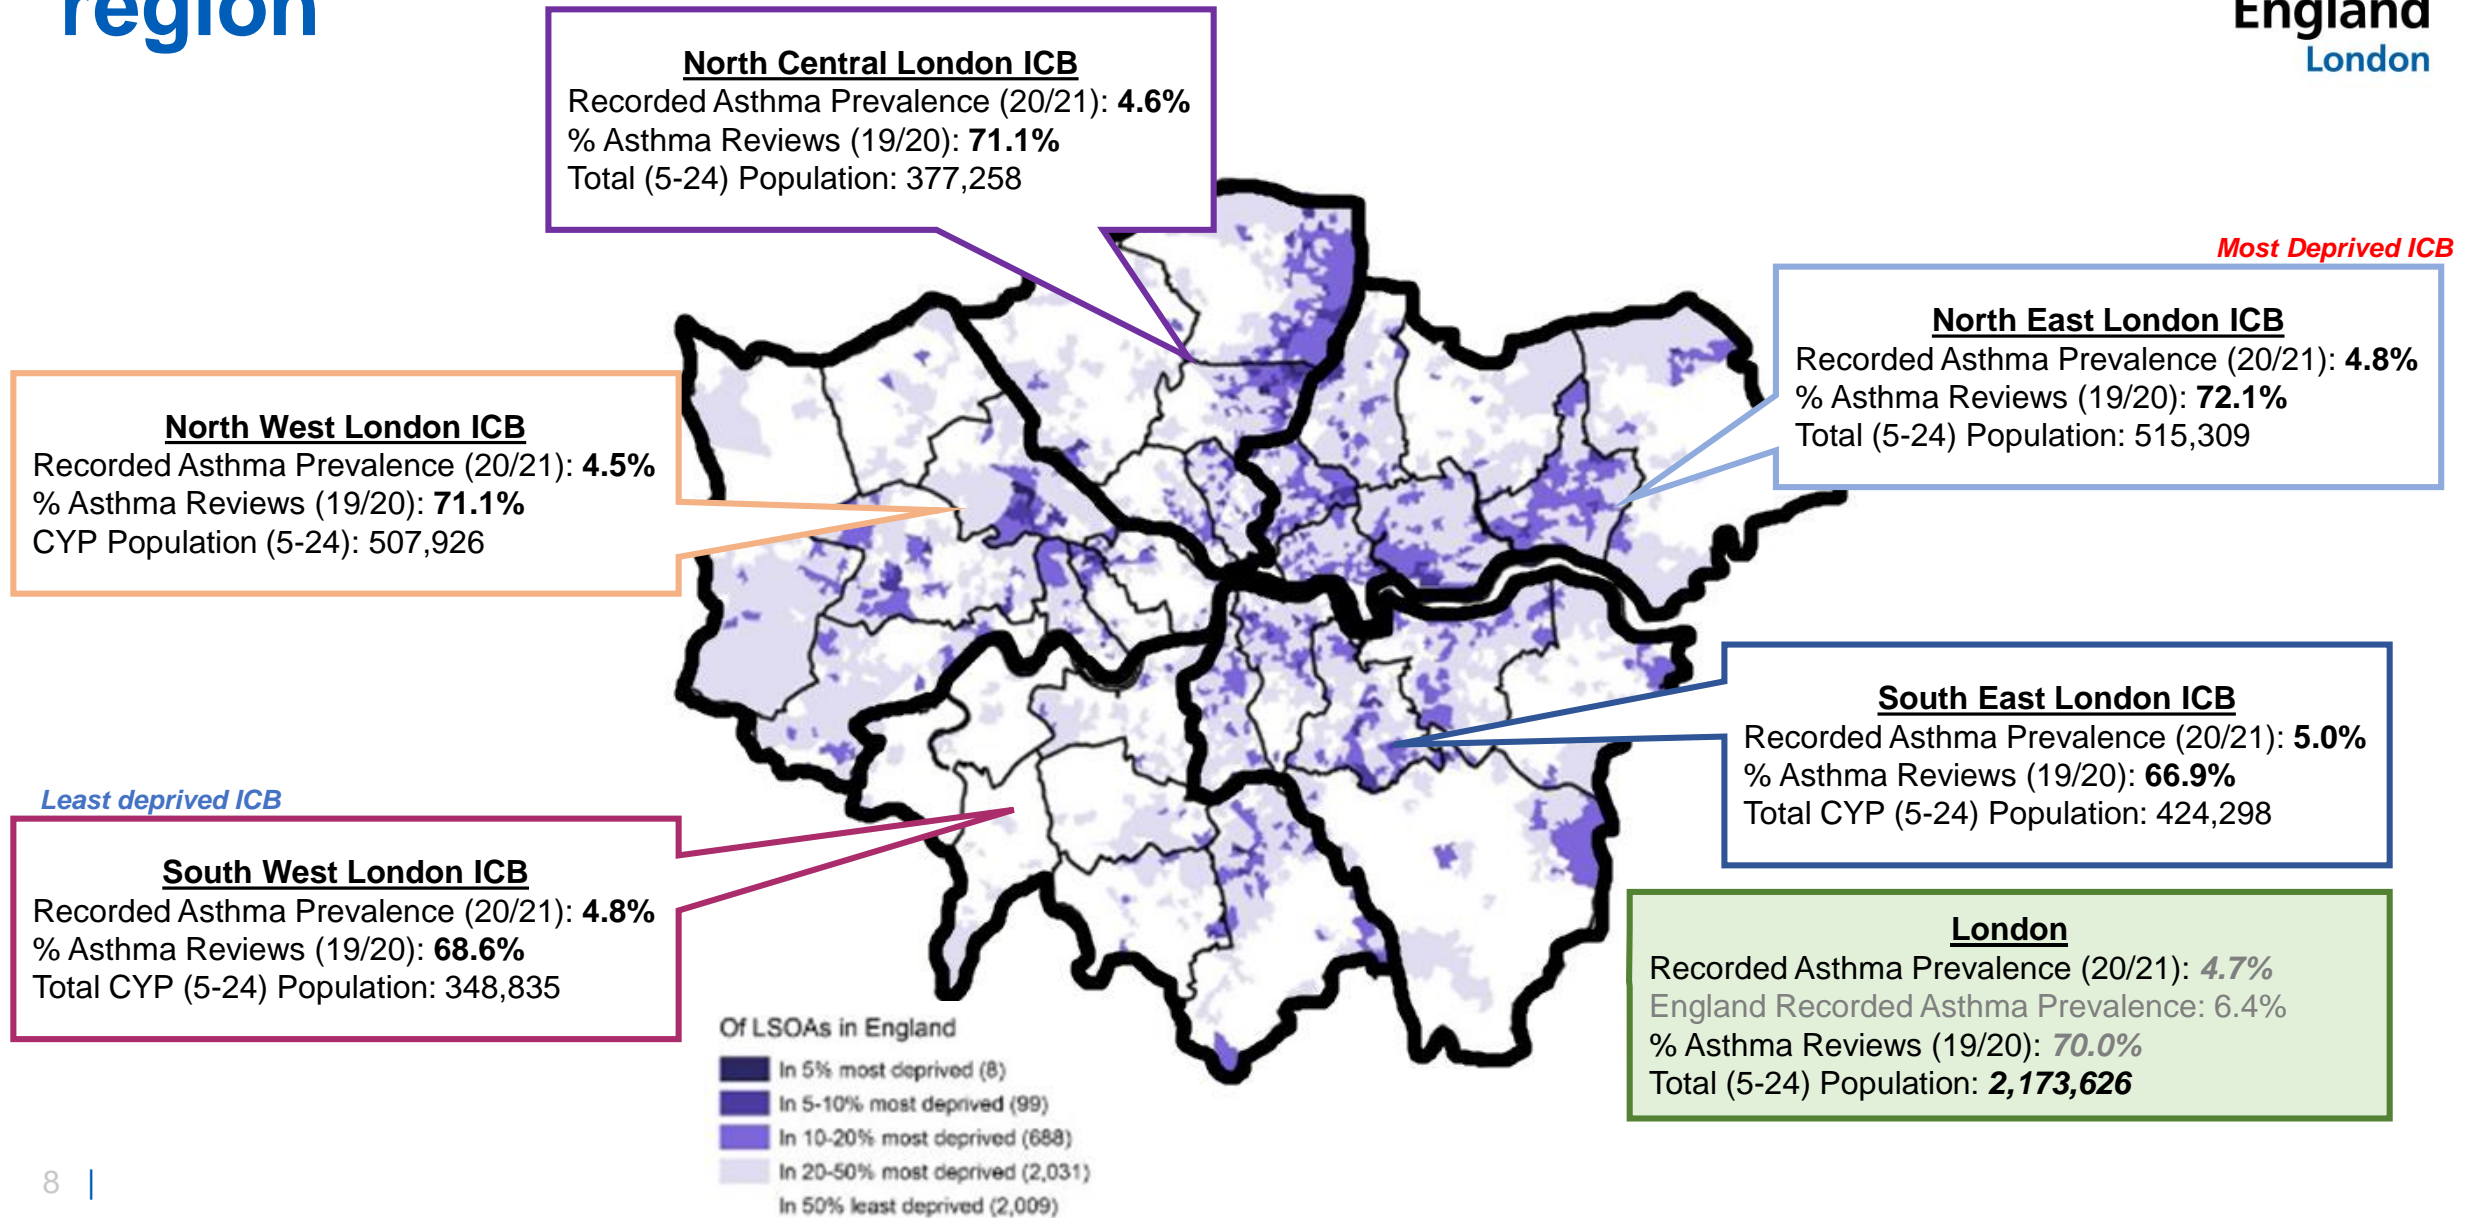 region
England
London
North Central London ICB
Recorded Asthma Prevalence (20/21): 4.6%
% Asthma Reviews (19/20): 71.1%
Total (5-24) Population: 377,258
Most Deprived ICB
North East London ICB
Recorded Asthma Prevalence (20/21): 4.8%
% Asthma Reviews (19/20): 72.1%
Total (5-24) Population: 515,309
North West London ICB
Recorded Asthma Prevalence (20/21): 4.5%
% Asthma Reviews (19/20): 71.1%
CYP Population (5-24): 507,926
South East London ICB
Recorded Asthma Prevalence (20/21): 5.0%
% Asthma Reviews (19/20): 66.9%
Total CYP (5-24) Population: 424,298
Least deprived ICB
South West London ICB
Recorded Asthma Prevalence (20/21): 4.8%
% Asthma Reviews (19/20): 68.6%
Total CYP (5-24) Population: 348,835
London
Recorded Asthma Prevalence (20/21): 4.7%
England Recorded Asthma Prevalence: 6.4%
% Asthma Reviews (19/20): 70.0%
Total (5-24) Population: 2,173,626
Of LSOAs in England
In 5% most deprived (8)
In 5-10% most deprived (99)
In 10-20% most deprived (688)
In 20-50% most deprived (2,031)
In 50% least deprived (2,009)
8 |